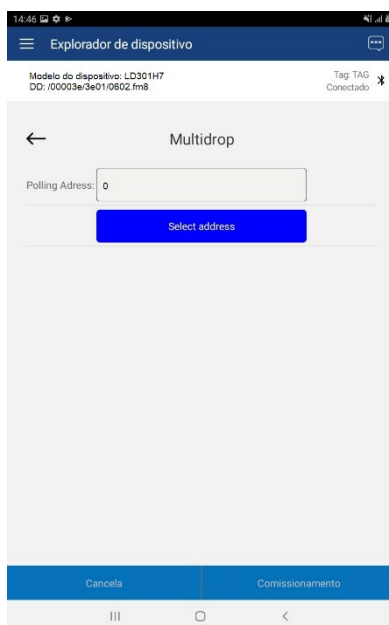 14:46
Explorador de dispositivo
Modelo do dispositivo: LD301H7
DD: /00003e/3e01/0602.fm8
Tag: TAG
Conectado
Multidrop
Polling Adress: 0
Select address
Cancela
Comissionamento